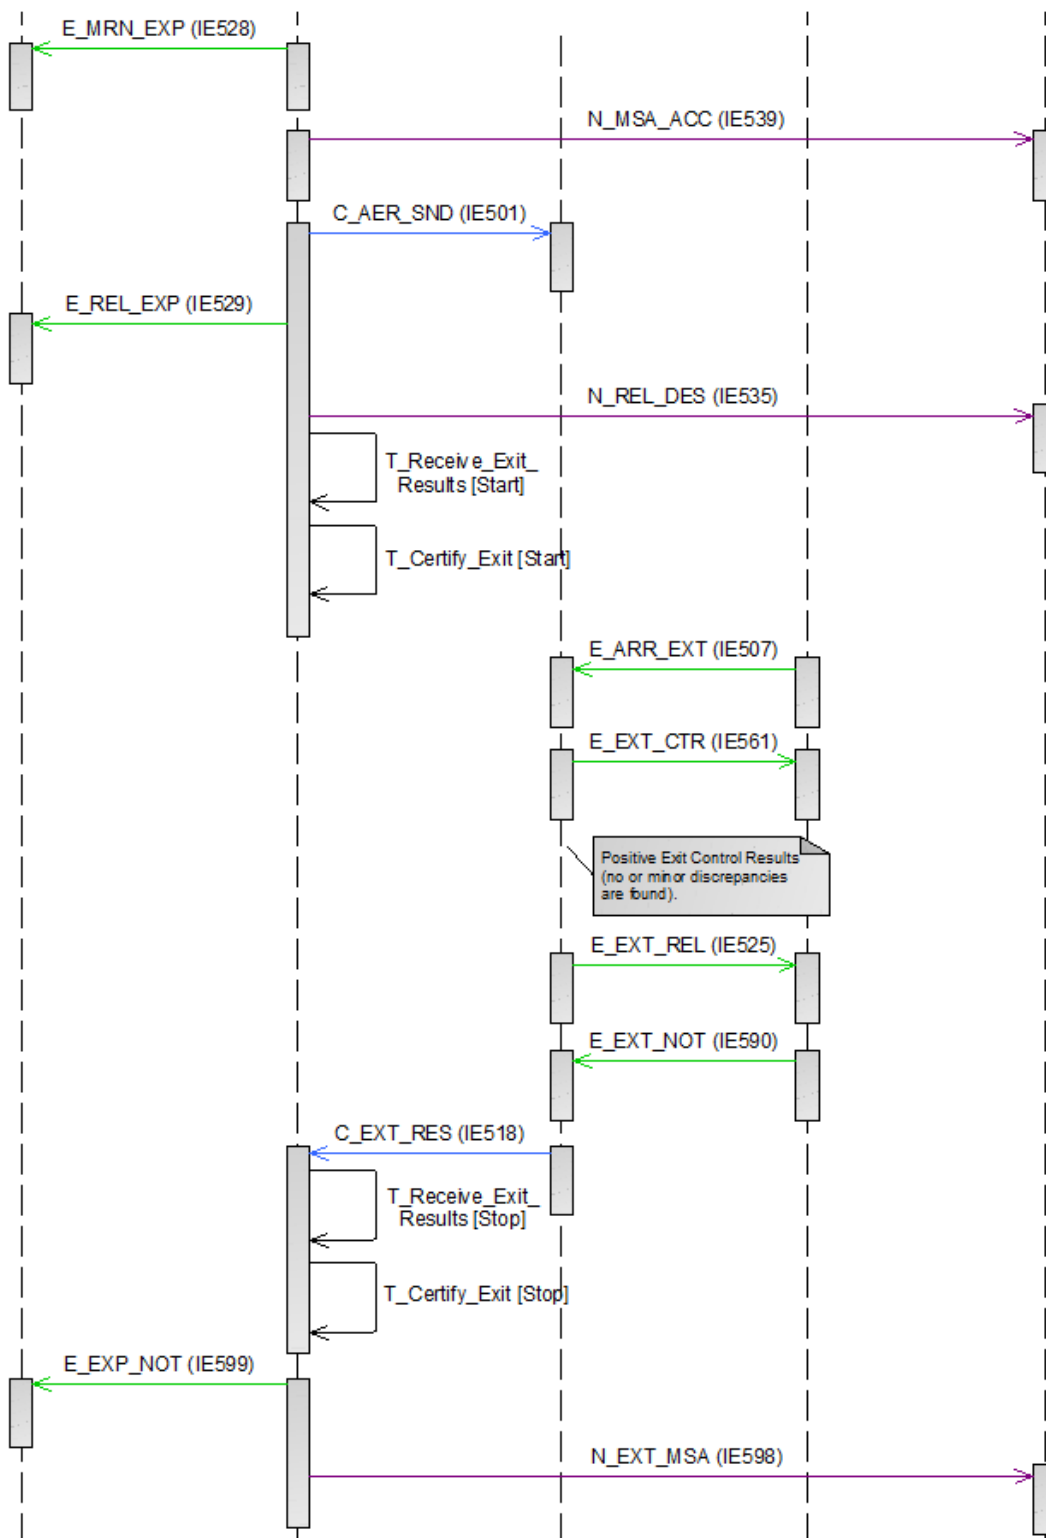 E_MRN_EXP (IE528)
N_MSA_ACC (IE539)
C_AER_SND (IE501)
E_REL_EXP (IE529)
N_REL_DES (IE535)
T_Receive_Exit_
Results [Start]
T_Certify_Exit [Start]
E_ARR_EXT (IE507)
E_EXT_CTR (IE561)
Positive Exit Control Results
(no or minor discrepancies
are found).
E_EXT_REL (IE525)
E_EXT_NOT (IE590)
C_EXT_RES (IE518)
T_Receive_Exit_
Results [Stop]
T_Certify_Exit [Stop]
E_EXP_NOT (IE599)
N_EXT_MSA (IE598)